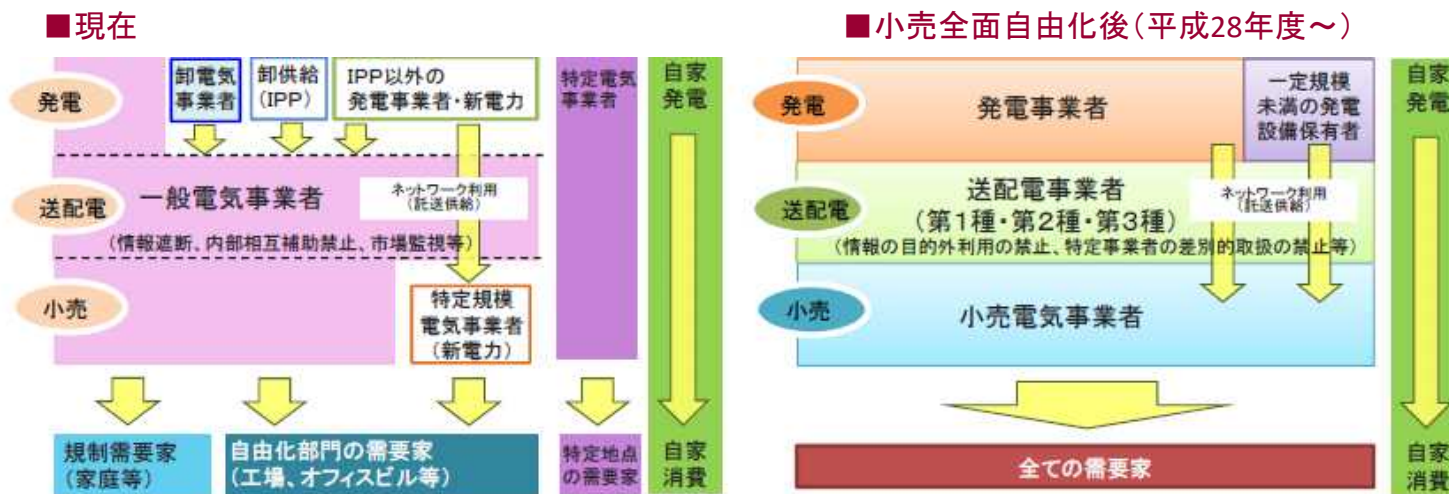 ■現在
卸電気
事業者
卸供給
(IPP)
IPP以外の
発電事業者・新電力
特定電気
事業者
自家
発電
発電
送配電
一般電気事業者
ネットワーク利用
(託送供給)
(情報遮断、内部相互補助禁止、市場監視等)
小売
特定規模
電気事業者
(新電力)
規制需要家
(家庭等)
自由化部門の需要家
(工場、オフィスビル等)
特定地点
の需要家
自家
消費
■小売全面自由化後(平成28年度~)
発電
発電事業者
一定規模
未満の発電
設備保有者
自家
発電
送配電
送配電事業者
(第1種・第2種・第3種)
ネットワーク利用
(託送供給)
(情報の目的外利用の禁止、特定事業者の差別的取扱の禁止等)
小売
小売電気事業者
全ての需要家
自家
消費